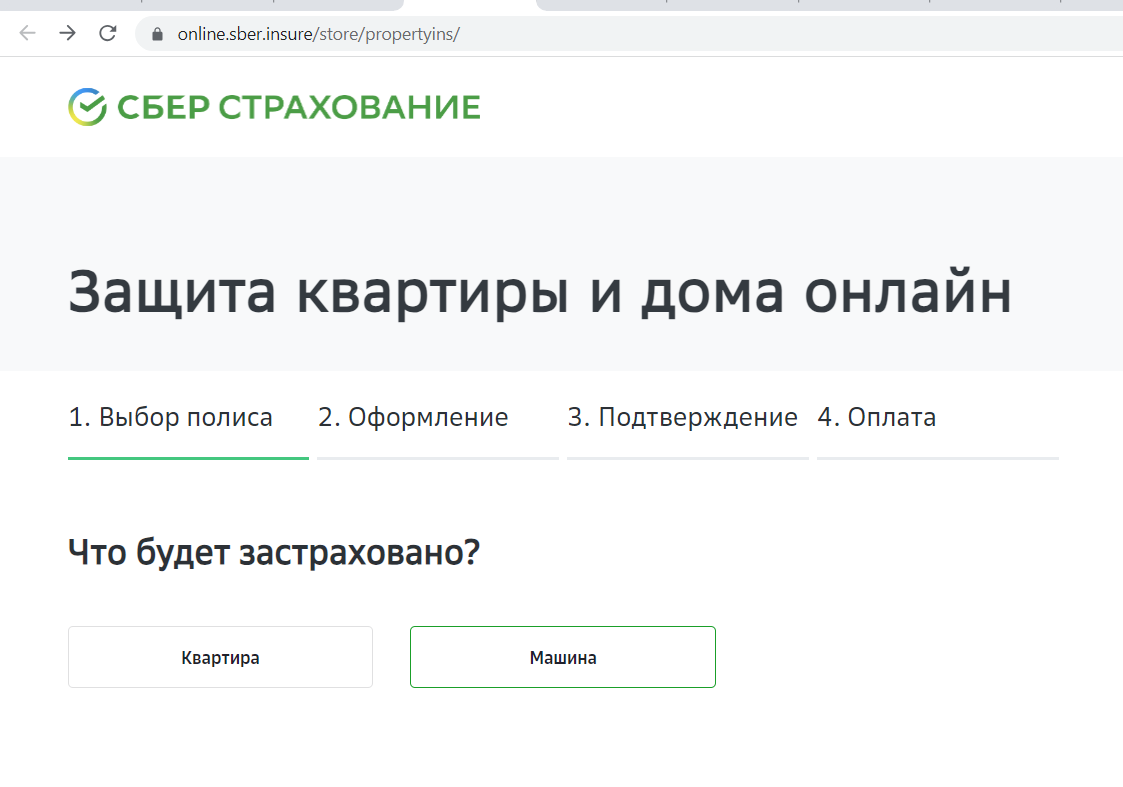 online.sber.insure/store/propertyins/
СБЕР СТРАХОВАНИЕ
Защита квартиры и дома онлайн
1. Выбор полиса 2. Оформление 3. Подтверждение 4. Оплата
Что будет застраховано?
Квартира Машина